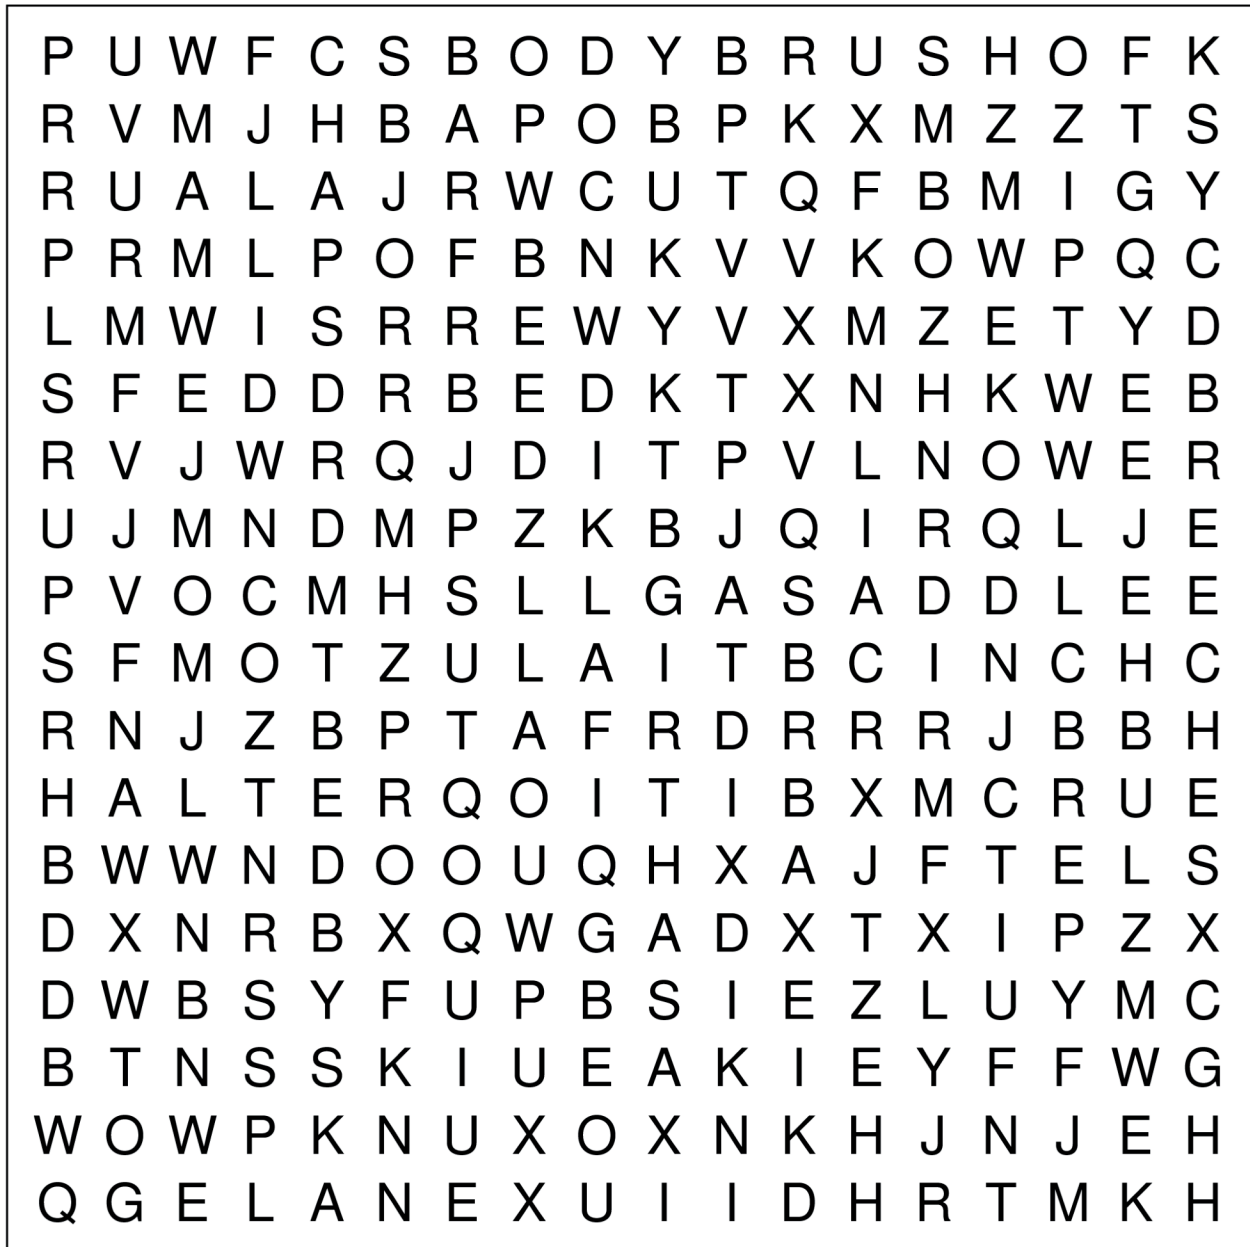 P U W F C S B O D Y B R U S H O F K
R V M J H B A P O B P K X M Z Z T S
R U A L A J R W C U T Q F B M I G Y
P R M L P O F B N K V V K O W P Q C
L M W I S R R E W Y V X M Z E T Y D
S F E D D R B E D K T X N H K W E B
R V J W R Q J D I T P V L N O W E R
U J M N D M P Z K B J Q I R Q L J E
P V O C M H S L L G A S A D D L E E
S F M O T Z U L A I T B C I N C H C
R N J Z B P T A F R D R R R J B B H
H A L T E R Q O I T I B X M C R U E
B W W N D O O U Q H X A J F T E L S
D X N R B X Q W G A D X T X I P Z X
D W B S Y F U P B S I E Z L U Y M C
B T N S S K I U E A K I E Y F F W G
W O W P K N U X O X N K H J N J E H
Q G E L A N E X U I I D H R T M K H